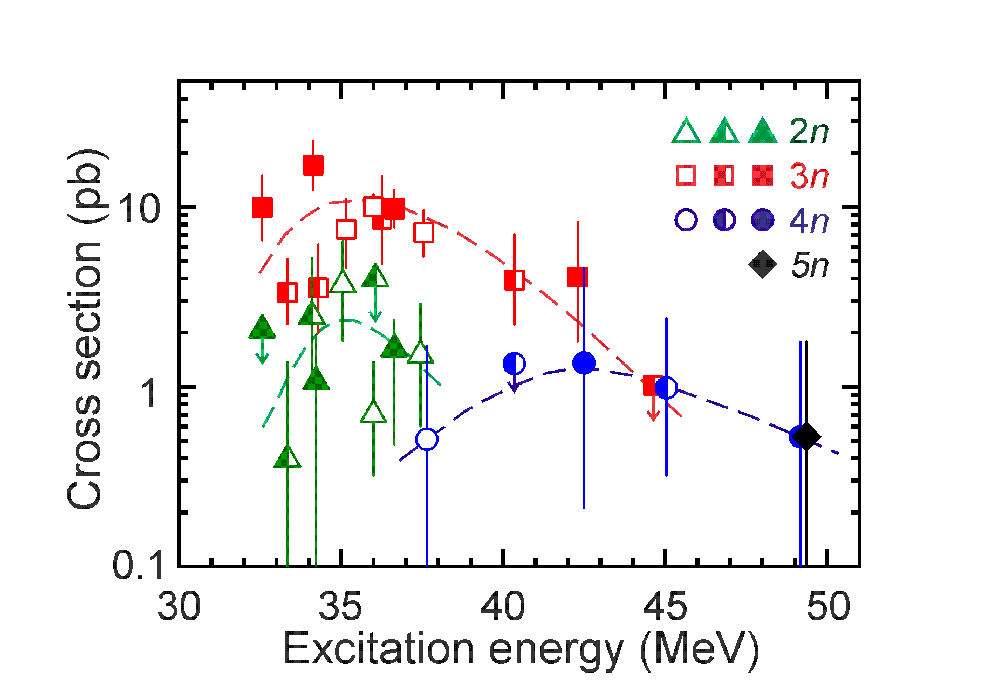 2n
3n
4n
5n
Cross section (pb)
10
1
0.1
30 35 40 45 50
Excitation energy (MeV)